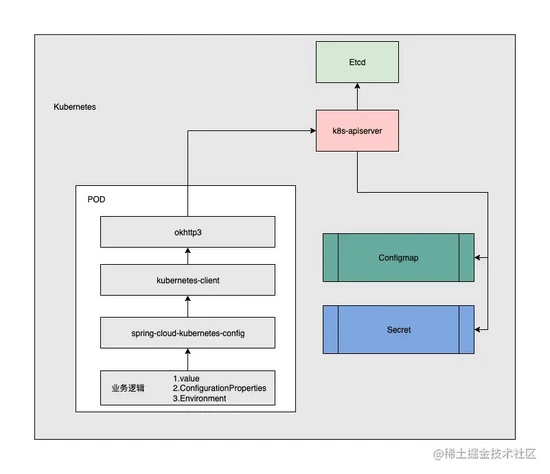 Etcd
Kubernetes
k8s-apiserver
POD
okhttp3
Configmap
kubernetes-client
spring-cloud-kubernetes-config
Secret
业务逻辑
1.value
2.ConfigurationProperties
3.Environment
@稀土掘金技术社区